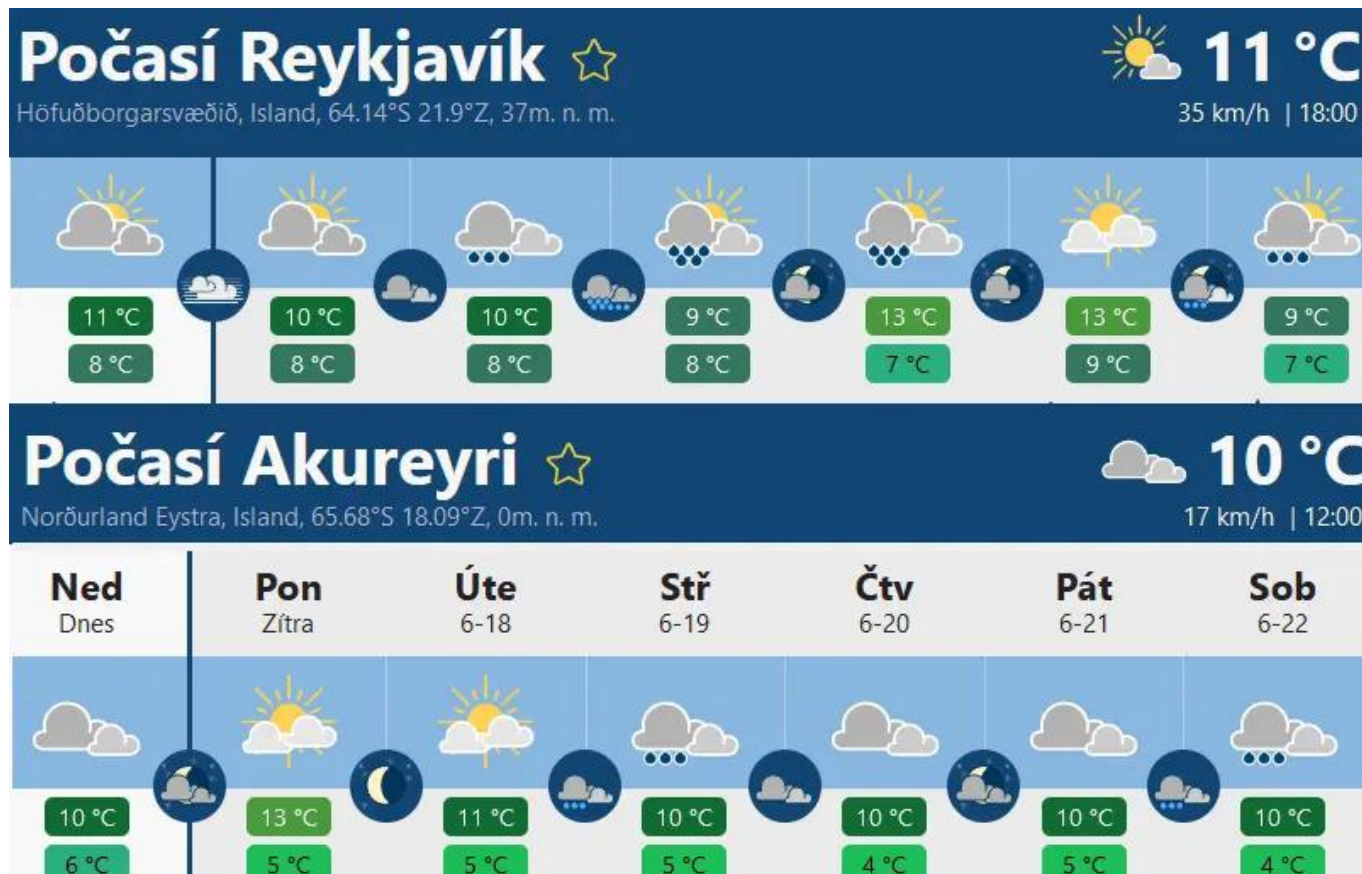 Počasí Reykjavík
11 °C
Höfuðborgarsvæðið, Island, 64.14°S 21.9°Z, 37m. n. m.
35 km/h | 18:00
11 °C 10 °C 10 °C 9 °C 13 °C 13 °C 9 °C
8 °C 8 °C 8 °C 8 °C 7 °C 9 °C 7 °C
Počasí Akureyri
10 °C
Norðurland Eystra, Island, 65.68°S 18.09°Z, 0m. n. m.
17 km/h | 12:00
Ned Pon Úte Stř Čtv Pát Sob
Dnes Zítra 6-18 6-19 6-20 6-21 6-22
10 °C 13 °C 11 °C 10 °C 10 °C 10 °C 10 °C
6 °C 5 °C 5 °C 5 °C 4 °C 5 °C 4 °C